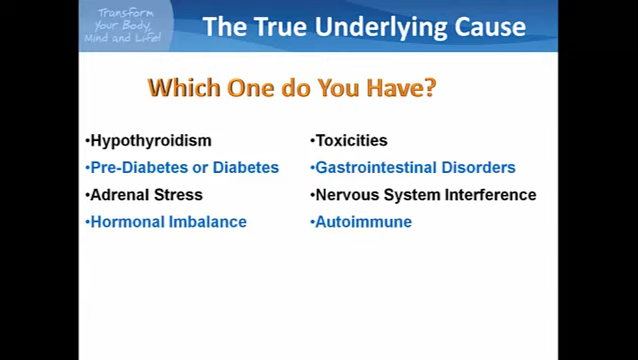 Transform
Your Body,
Mind and Life!
The True Underlying Cause
Which One do You Have?
•Hypothyroidism
•Pre-Diabetes or Diabetes
•Adrenal Stress
•Hormonal Imbalance
•Toxicities
•Gastrointestinal Disorders
•Nervous System Interference
•Autoimmune